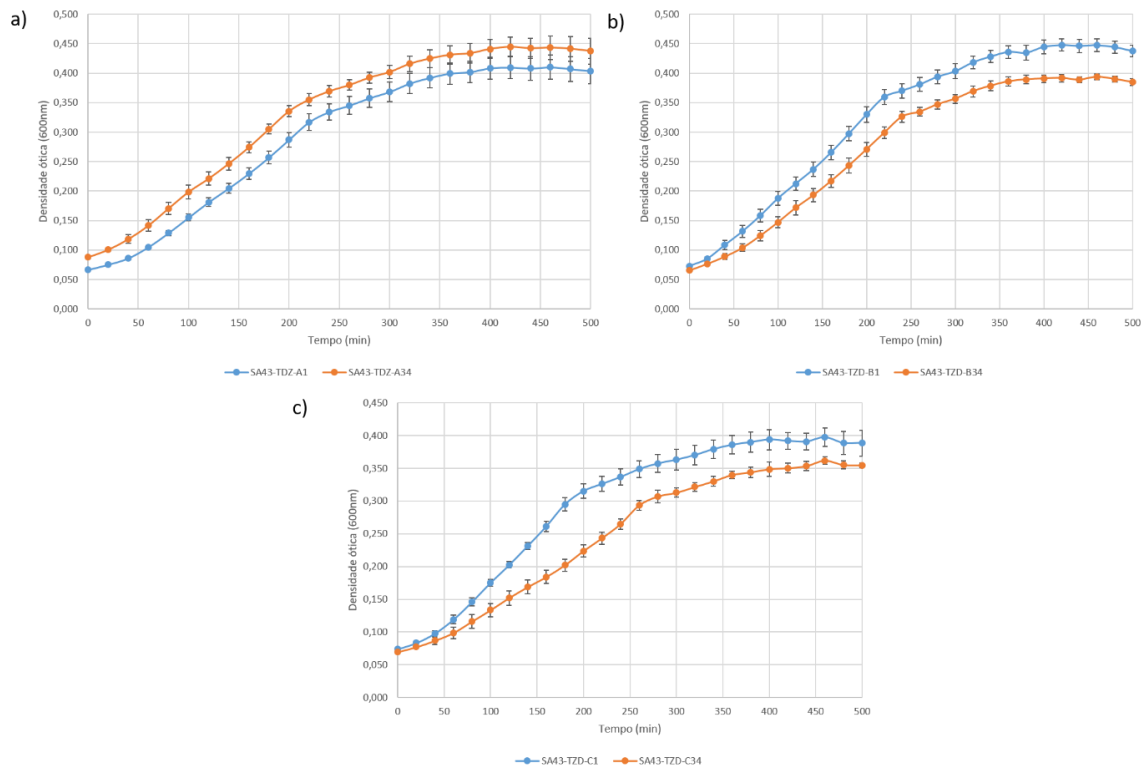 a)
0,500
0,450
0,400
0,350
0,300
0,250
0,200
0,150
0,100
0,050
0,000
Densidade ótica (600nm)
0 50 100 150 200 250 300 350 400 450 500
Tempo (min)
SA43-TDZ-A1 SA43-TDZ-A34
b)
0,500
0,450
0,400
0,350
0,300
0,250
0,200
0,150
0,100
0,050
0,000
Densidade ótica (600nm)
0 50 100 150 200 250 300 350 400 450 500
Tempo (min)
SA43-TZD-B1 SA43-TZD-B34
c)
0,450
0,400
0,350
0,300
0,250
0,200
0,150
0,100
0,050
0,000
Densidade ótica (600nm)
0 50 100 150 200 250 300 350 400 450 500
Tempo (min)
SA43-TZD-C1 SA43-TZD-C34